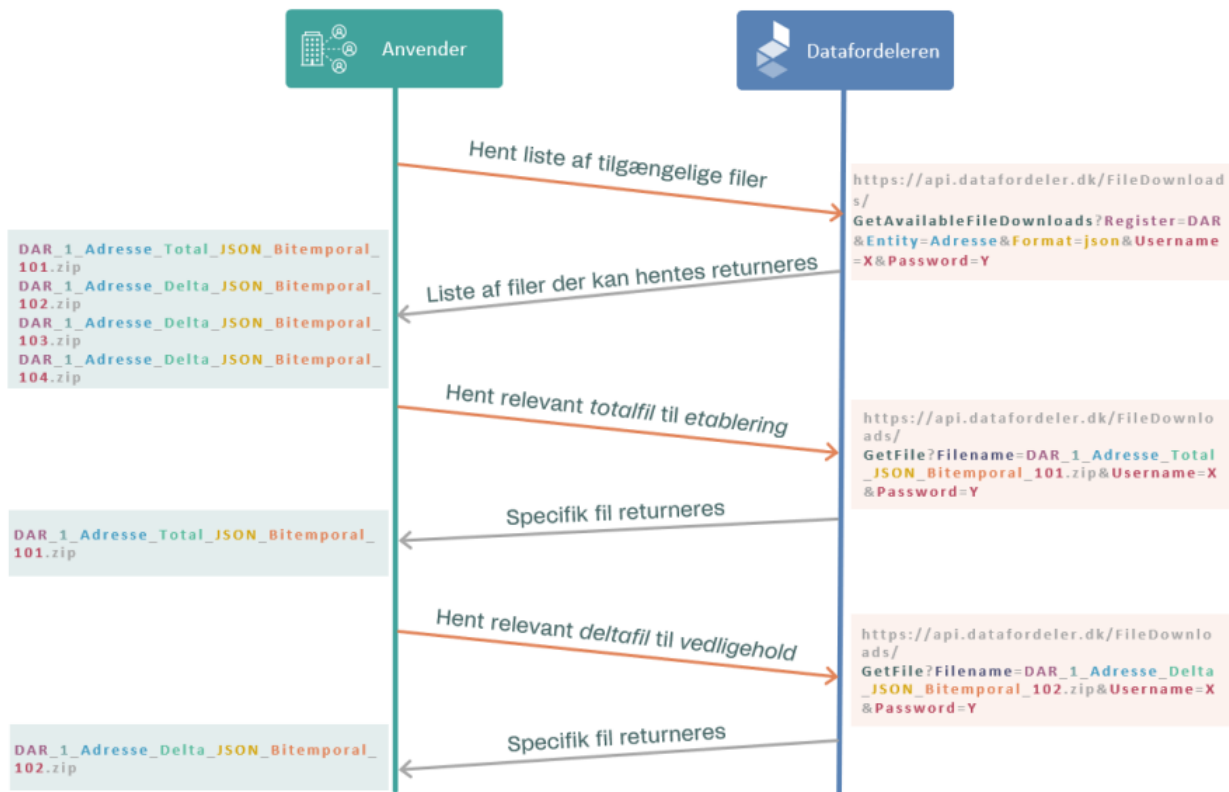 Anvender
Datafordeleren
Hent liste af tilgængelige filer
https://api.datafordeler.dk/FileDownload
s/
GetAvailableFileDownloads?Register=DAR
&Entity=Adresse&Format=json&Username
=X&Password=Y
DAR_1_Adresse_Total_JSON_Bitemporal_
101.zip
DAR_1_Adresse_Delta_JSON_Bitemporal_
102.zip
DAR_1_Adresse_Delta_JSON_Bitemporal_
103.zip
DAR_1_Adresse_Delta_JSON_Bitemporal_
104.zip
Liste af filer der kan hentes returneres
Hent relevant totalfil til etablering
https://api.datafordeler.dk/FileDownlo
ads/
GetFile?Filename=DAR_1_Adresse_Total
_JSON_Bitemporal_101.zip&Username=X
&Password=Y
Specifik fil returneres
DAR_1_Adresse_Total_JSON_Bitemporal_
101.zip
Hent relevant deltafil til vedligehold
https://api.datafordeler.dk/FileDownlo
ads/
GetFile?Filename=DAR_1_Adresse_Delta
_JSON_Bitemporal_102.zip&Username=X
&Password=Y
Specifik fil returneres
DAR_1_Adresse_Delta_JSON_Bitemporal_
102.zip